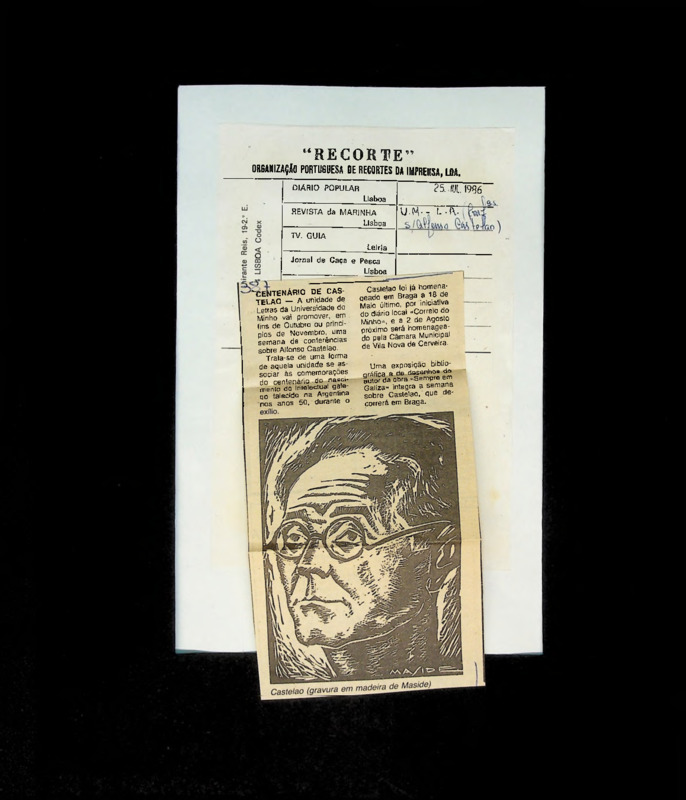 “RECORTE”
ORGANIZAÇÃO PORTUGUESA DE RECORTES DA IMPRENSA, LDA.
DIÁRIO POPULAR
Lisboa
25. JUL. 1986
REVISTA da MARINHA
Lisboa
U.M. - L.A.
s/ Castelao)
TV. GUIA
Leiria
Jornal de Caça e Pesca
Lisboa
irante Reis, 19-2.º E.
LISBOA Codex
CENTENÁRIO DE CAS-
TELAO — A unidade de
Letras da Universidade do
Minho vai promover, em
fins de Outubro ou princí-
pios de Novembro, uma
semana de conferências
sobre Alfonso Castelao.
Trata-se de uma forma
de aquela unidade se as-
sociar às comemorações
do centenário do nasci-
mento do intelectual gale-
go falecido na Argentina
nos anos 50, durante o
exílio.
Castelao foi já homena-
geado em Braga a 18 de
Maio último, por iniciativa
do diário local «Correio do
Minho», e a 2 de Agosto
próximo será homenagea-
do pela Câmara Municipal
de Vila Nova de Cerveira.
Uma exposição biblio-
gráfica e de desenhos do
autor da obra «Sempre em
Galiza» integra a semana
sobre Castelao, que de-
correrá em Braga.
MASIDE
Castelao (gravura em madeira de Maside)